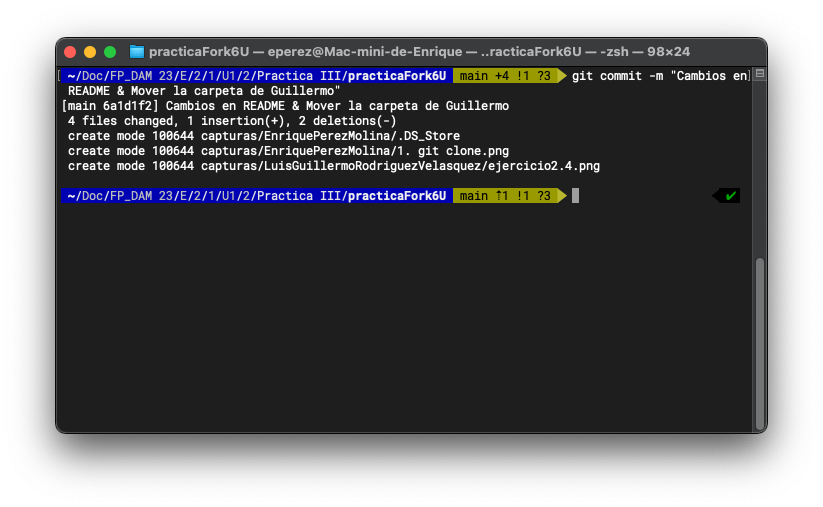 practicaFork6U — eperez@Mac-mini-de-Enrique — ..racticaFork6U — -zsh — 98×24
[ ~/Doc/FP_DAM 23/E/2/1/U1/2/Practica III/practicaFork6U main +4 !1 ?3 git commit -m "Cambios en]
README & Mover la carpeta de Guillermo"
[main 6a1d1f2] Cambios en README & Mover la carpeta de Guillermo
4 files changed, 1 insertion(+), 2 deletions(-)
create mode 100644 capturas/EnriquePerezMolina/.DS_Store
create mode 100644 capturas/EnriquePerezMolina/1. git clone.png
create mode 100644 capturas/LuisGuillermoRodriguezVelasquez/ejercicio2.4.png
~/Doc/FP_DAM 23/E/2/1/U1/2/Practica III/practicaFork6U main ⇡1 !1 ?3 ✔